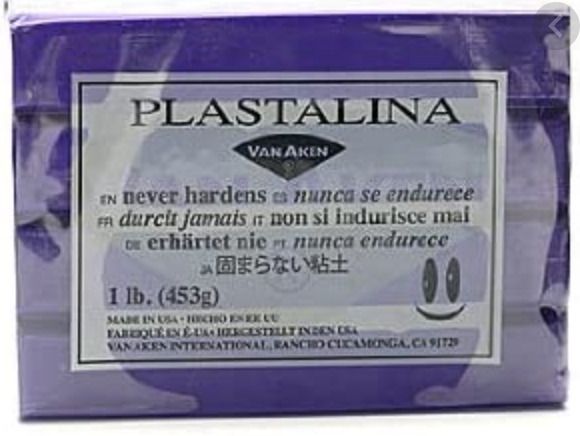 PLASTALINA
VAN AKEN
EN never hardens ES nunca se endurece
FR durcit jamais IT non si indurisce mai
DE erhärtet nie PT nunca endurece
JA 固まらない粘土
1 lb. (453g)
MADE IN USA • HECHO EN EE UU
FABRIQUÉ EN É-UA • HERGESTELLT IN DEN USA
VAN AKEN INTERNATIONAL, RANCHO CUCAMONGA, CA 91729